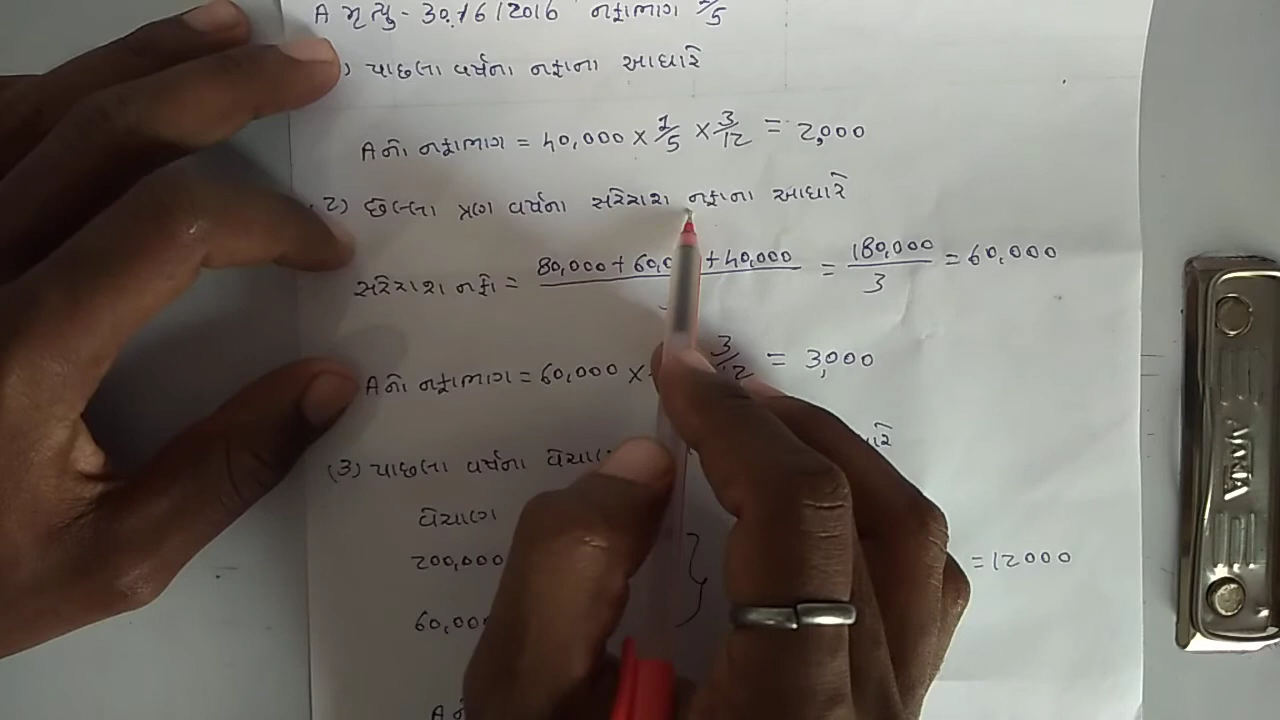 A મૃત્યુ - 30/6/2016 નફાભાગ 1/5
) પાછલા વર્ષના નફાના આધારે
A નો નફાભાગ = 40,000 × 1/5 × 3/12 = 2,000
2) છેલ્લા ત્રણ વર્ષના સરેરાશ નફાના આધારે
સરેરાશ નફો = 80,000 + 60,0 + 40,000 = 180,000/3 = 60,000
A નો નફાભાગ = 60,000 × 3/12 = 3,000
(3) પાછલા વર્ષના વેચાણ
વેચાણ
200,000 = 12000
60,000
A નો
AJANTA